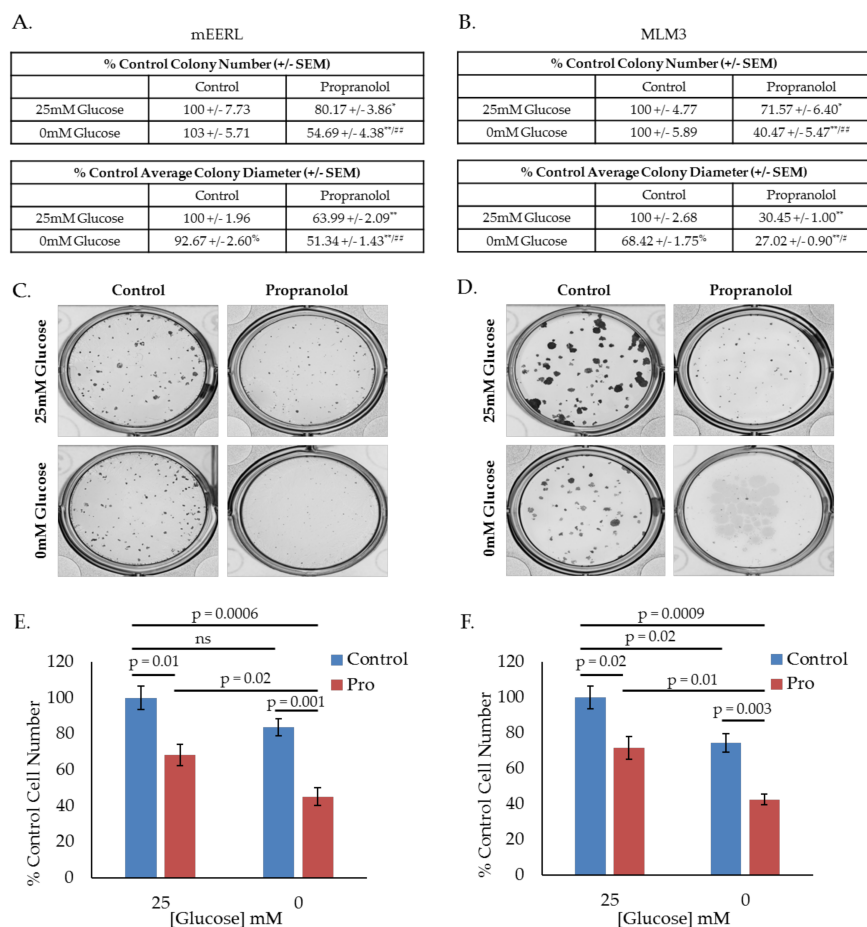 A.
mEERL
% Control Colony Number (+/- SEM)
Control Propranolol
25mM Glucose 100 +/- 7.73 80.17 +/- 3.86*
0mM Glucose 103 +/- 5.71 54.69 +/- 4.38**/##
% Control Average Colony Diameter (+/- SEM)
Control Propranolol
25mM Glucose 100 +/- 1.96 63.99 +/- 2.09**
0mM Glucose 92.67 +/- 2.60% 51.34 +/- 1.43**/##
B.
MLM3
% Control Colony Number (+/- SEM)
Control Propranolol
25mM Glucose 100 +/- 4.77 71.57 +/- 6.40*
0mM Glucose 100 +/- 5.89 40.47 +/- 5.47**/##
% Control Average Colony Diameter (+/- SEM)
Control Propranolol
25mM Glucose 100 +/- 2.68 30.45 +/- 1.00**
0mM Glucose 68.42 +/- 1.75% 27.02 +/- 0.90**/#
C.
Control Propranolol
25mM Glucose
0mM Glucose
D.
Control Propranolol
25mM Glucose
0mM Glucose
E.
p = 0.0006
ns
p = 0.01
p = 0.02
p = 0.001
Control
Pro
% Control Cell Number
120
100
80
60
40
20
0
25 0
[Glucose] mM
F.
p = 0.0009
p = 0.02
p = 0.02
p = 0.01
p = 0.003
Control
Pro
% Control Cell Number
120
100
80
60
40
20
0
25 0
[Glucose] mM